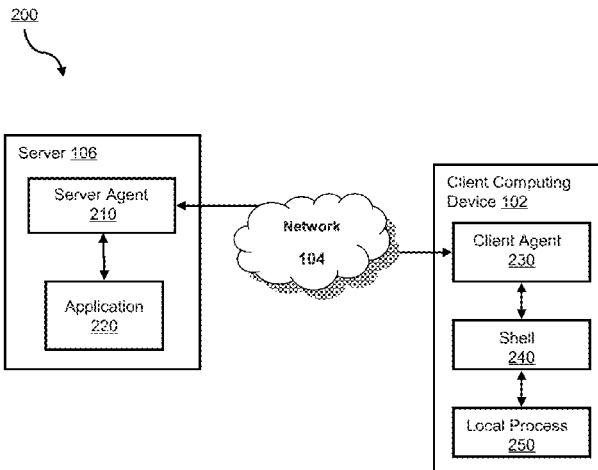 200
Server 106
Server Agent
210
Application
220
Network
104
Client Computing
Device 102
Client Agent
230
Shell
240
Local Process
250